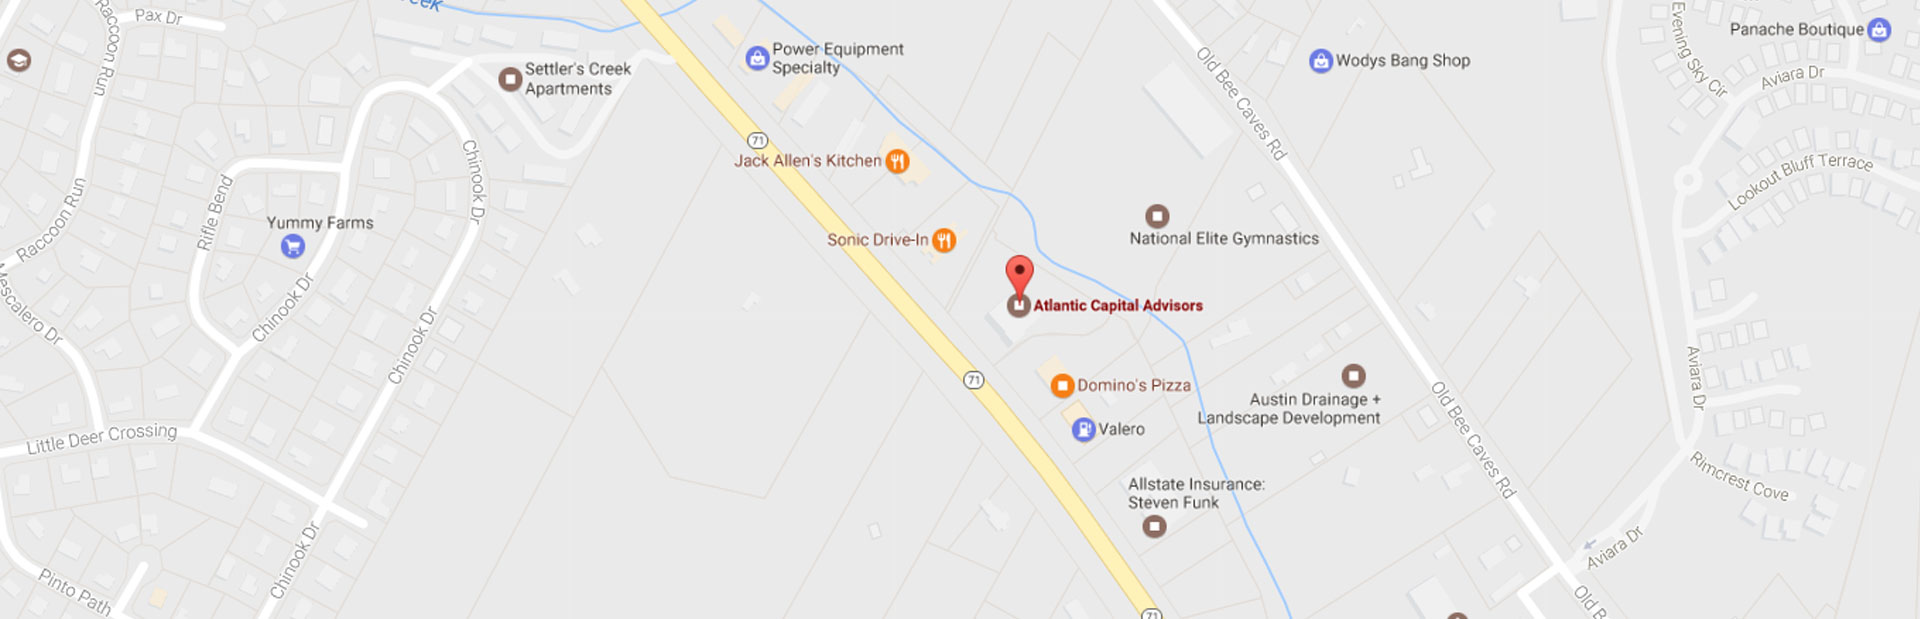 Raccoon Run
Pax Dr
eek
Settler's Creek
Apartments
Power Equipment
Specialty
Old Bee Caves Rd
Wodys Bang Shop
Evening Sky Cir
Panache Boutique
Aviara Dr
71
Jack Allen's Kitchen
Chinook Dr
Lookout Bluff Terrace
Raccoon Run
Rifle Bend
Yummy Farms
Sonic Drive-In
National Elite Gymnastics
Mescalero Dr
Chinook Dr
Chinook Dr
Atlantic Capital Advisors
71
Domino's Pizza
Austin Drainage +
Landscape Development
Aviara Dr
Old Bee Caves Rd
Little Deer Crossing
Valero
Rimcrest Cove
Allstate Insurance:
Steven Funk
Chinook Dr
Aviara Dr
Pinto Path
71
Old B